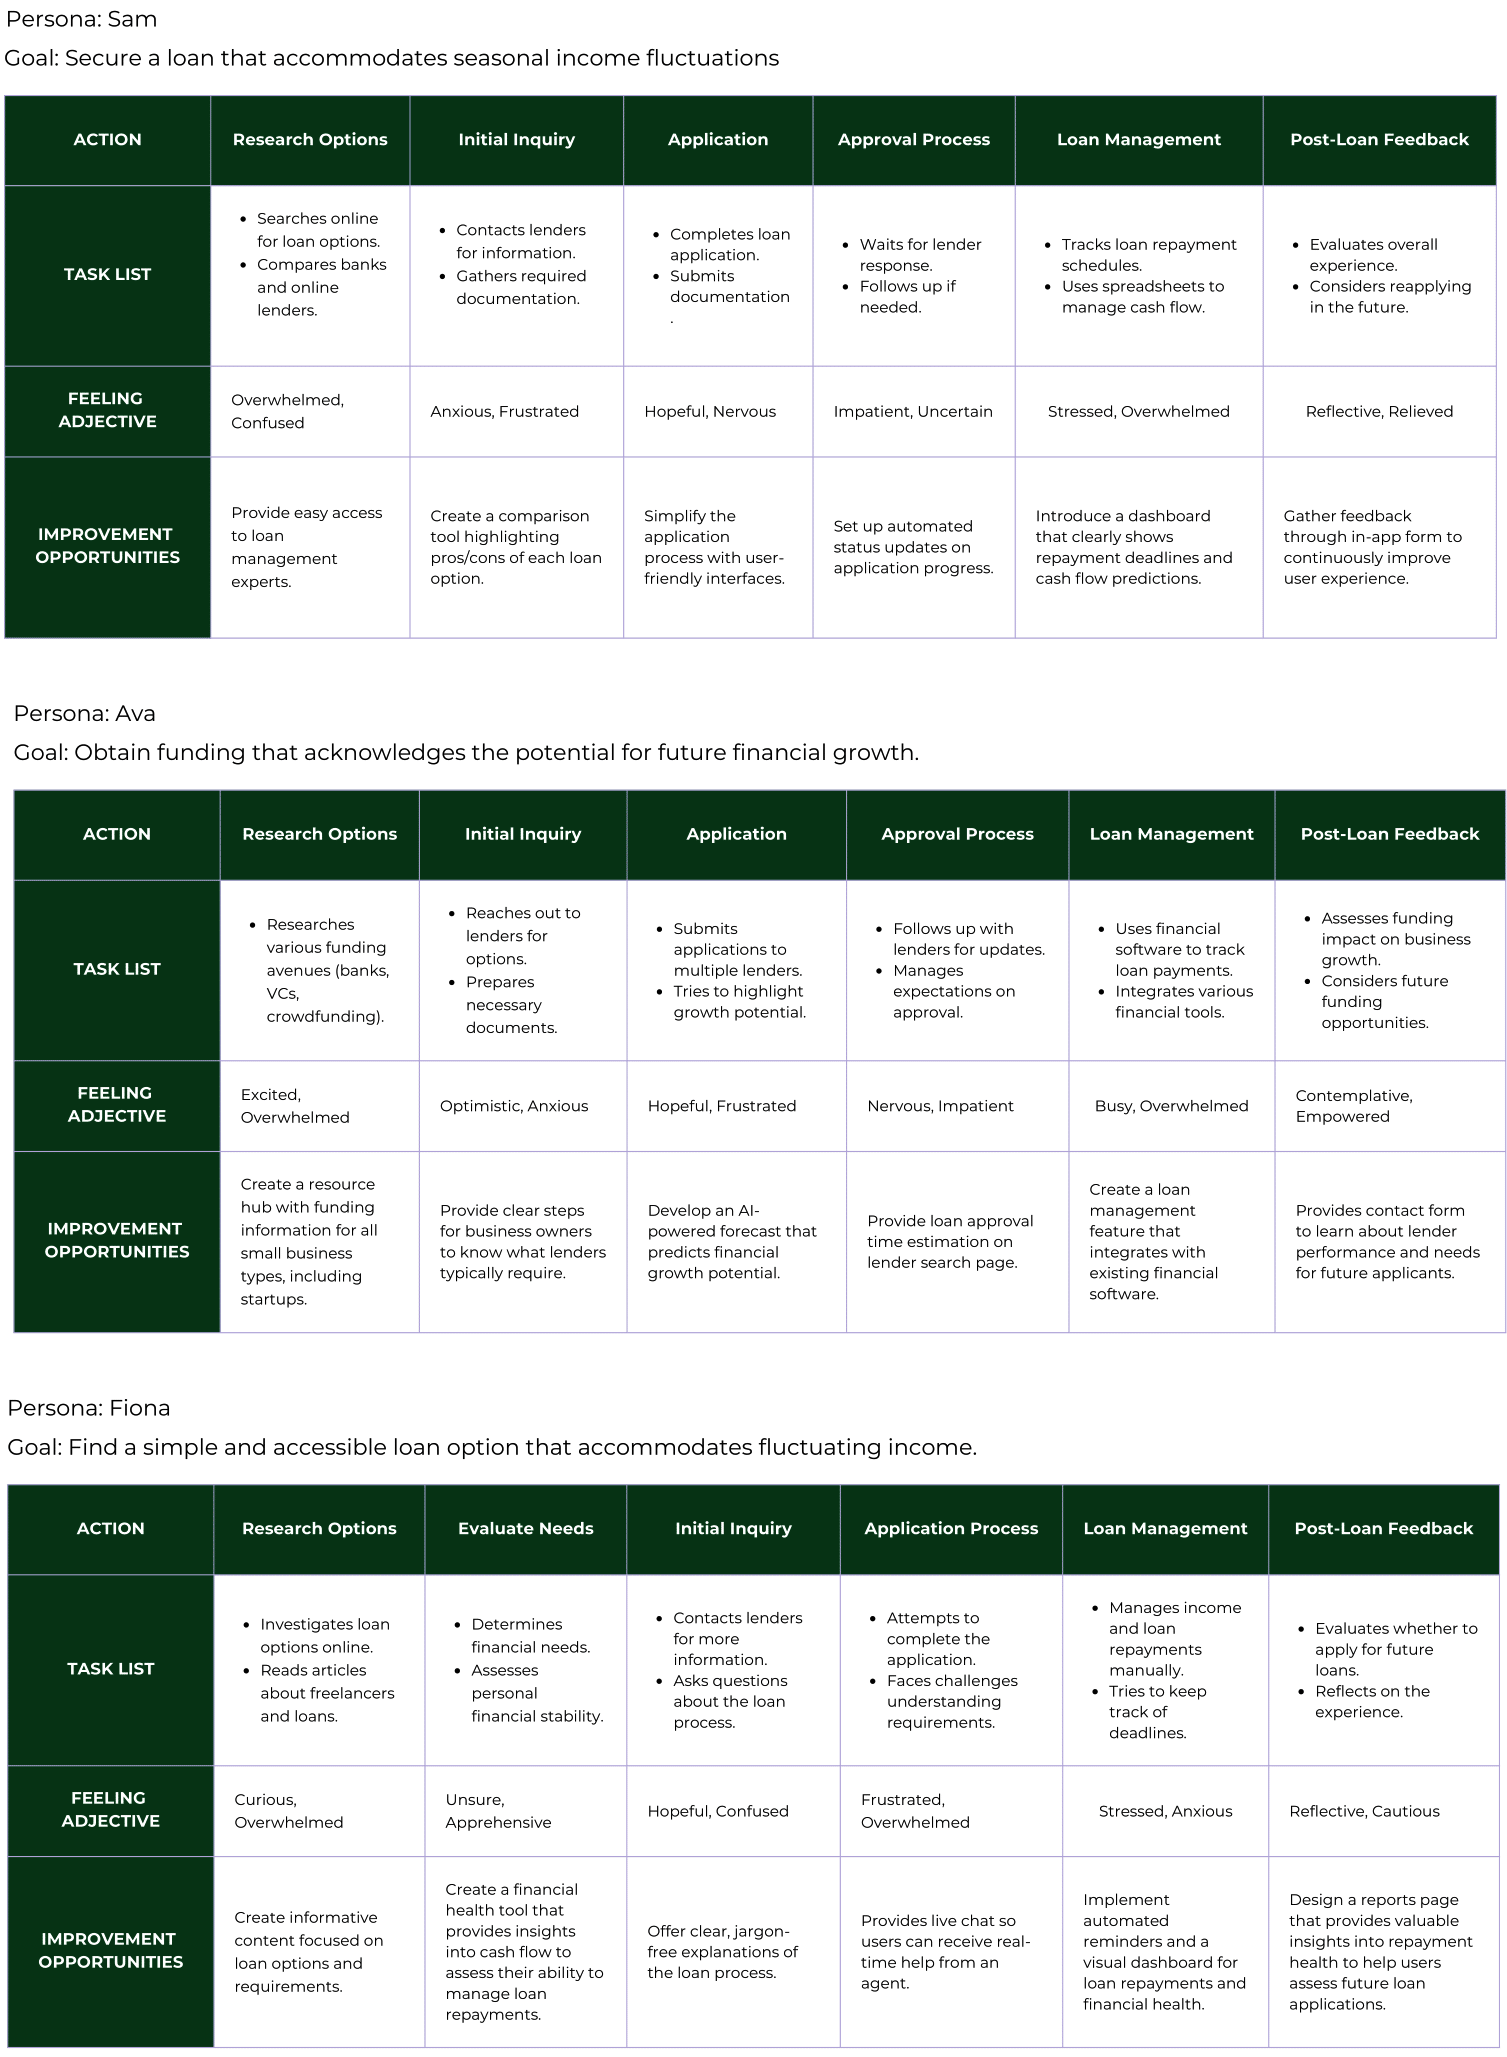 Persona: Sam
Goal: Secure a loan that accommodates seasonal income fluctuations
ACTION
Research Options
Initial Inquiry
Application
Approval Process
Loan Management
Post-Loan Feedback
TASK LIST
• Searches online
for loan options.
• Compares banks
and online
lenders.
• Contacts lenders
for information.
• Gathers required
documentation.
• Completes loan
application.
• Submits
documentation
.
• Waits for lender
response.
• Follows up if
needed.
• Tracks loan repayment
schedules.
• Uses spreadsheets to
manage cash flow.
• Evaluates overall
experience.
• Considers reapplying
in the future.
FEELING
ADJECTIVE
Overwhelmed,
Confused
Anxious, Frustrated
Hopeful, Nervous
Impatient, Uncertain
Stressed, Overwhelmed
Reflective, Relieved
IMPROVEMENT
OPPORTUNITIES
Provide easy access
to loan
management
experts.
Create a comparison
tool highlighting
pros/cons of each loan
option.
Simplify the
application
process with user-
friendly interfaces.
Set up automated
status updates on
application progress.
Introduce a dashboard
that clearly shows
repayment deadlines and
cash flow predictions.
Gather feedback
through in-app form to
continuously improve
user experience.
Persona: Ava
Goal: Obtain funding that acknowledges the potential for future financial growth.
ACTION
Research Options
Initial Inquiry
Application
Approval Process
Loan Management
Post-Loan Feedback
TASK LIST
• Researches
various funding
avenues (banks,
VCs,
crowdfunding).
• Reaches out to
lenders for
options.
• Prepares
necessary
documents.
• Submits
applications to
multiple lenders.
• Tries to highlight
growth potential.
• Follows up with
lenders for updates.
• Manages
expectations on
approval.
• Uses financial
software to track
loan payments.
• Integrates various
financial tools.
• Assesses funding
impact on business
growth.
• Considers future
funding
opportunities.
FEELING
ADJECTIVE
Excited,
Overwhelmed
Optimistic, Anxious
Hopeful, Frustrated
Nervous, Impatient
Busy, Overwhelmed
Contemplative,
Empowered
IMPROVEMENT
OPPORTUNITIES
Create a resource
hub with funding
information for all
small business
types, including
startups.
Provide clear steps
for business owners
to know what lenders
typically require.
Develop an AI-
powered forecast that
predicts financial
growth potential.
Provide loan approval
time estimation on
lender search page.
Create a loan
management
feature that
integrates with
existing financial
software.
Provides contact form
to learn about lender
performance and needs
for future applicants.
Persona: Fiona
Goal: Find a simple and accessible loan option that accommodates fluctuating income.
ACTION
Research Options
Evaluate Needs
Initial Inquiry
Application Process
Loan Management
Post-Loan Feedback
TASK LIST
• Investigates loan
options online.
• Reads articles
about freelancers
and loans.
• Determines
financial needs.
• Assesses
personal
financial stability.
• Contacts lenders
for more
information.
• Asks questions
about the loan
process.
• Attempts to
complete the
application.
• Faces challenges
understanding
requirements.
• Manages income
and loan
repayments
manually.
• Tries to keep
track of
deadlines.
• Evaluates whether to
apply for future
loans.
• Reflects on the
experience.
FEELING
ADJECTIVE
Curious,
Overwhelmed
Unsure,
Apprehensive
Hopeful, Confused
Frustrated,
Overwhelmed
Stressed, Anxious
Reflective, Cautious
IMPROVEMENT
OPPORTUNITIES
Create informative
content focused on
loan options and
requirements.
Create a financial
health tool that
provides insights
into cash flow to
assess their ability to
manage loan
repayments.
Offer clear, jargon-
free explanations of
the loan process.
Provides live chat so
users can receive real-
time help from an
agent.
Implement
automated
reminders and a
visual dashboard for
loan repayments and
financial health.
Design a reports page
that provides valuable
insights into repayment
health to help users
assess future loan
applications.